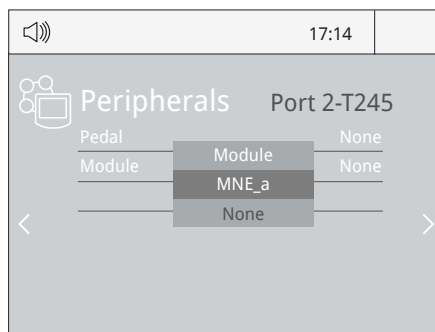 17:14
Peripherals Port 2-T245
Pedal None
Module
Module None
MNE_a
None